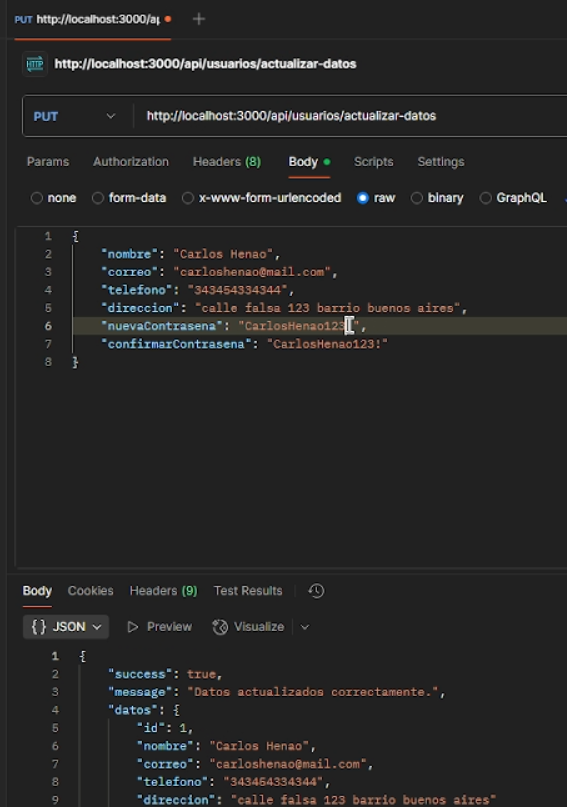 PUT http://localhost:3000/ap
http://localhost:3000/api/usuarios/actualizar-datos
PUT http://localhost:3000/api/usuarios/actualizar-datos
Params Authorization Headers (8) Body Scripts Settings
none form-data x-www-form-urlencoded raw binary GraphQL
1 {
2 "nombre": "Carlos Henao",
3 "correo": "carloshenao@mail.com",
4 "telefono": "343454334344",
5 "direccion": "calle falsa 123 barrio buenos aires",
6 "nuevaContrasena": "CarlosHenao123!",
7 "confirmarContrasena": "CarlosHenao123!"
8 }
Body Cookies Headers (9) Test Results
{} JSON Preview Visualize
1 {
2 "success": true,
3 "message": "Datos actualizados correctamente.",
4 "datos": {
5 "id": 1,
6 "nombre": "Carlos Henao",
7 "correo": "carloshenao@mail.com",
8 "telefono": "343454334344",
9 "direccion": "calle falsa 123 barrio buenos aires"